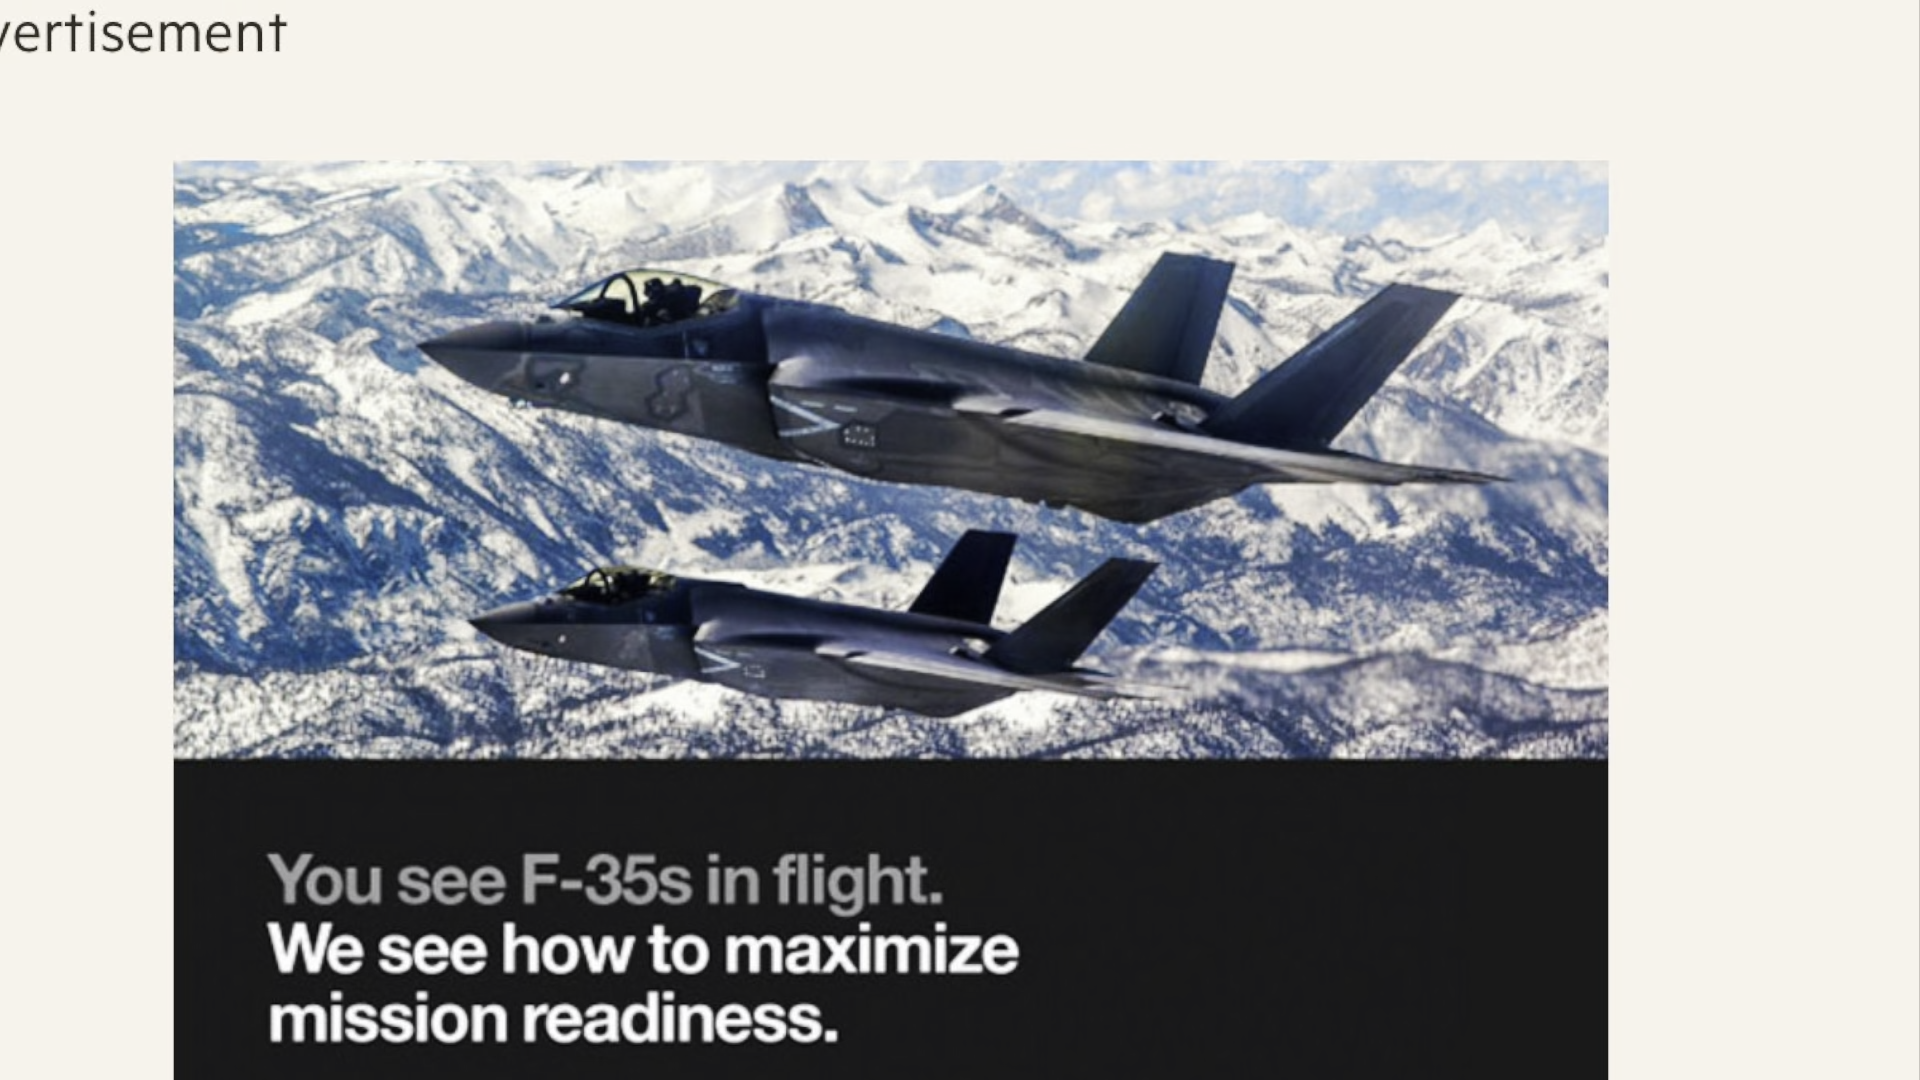 vertisement
You see F-35s in flight.
We see how to maximize
mission readiness.